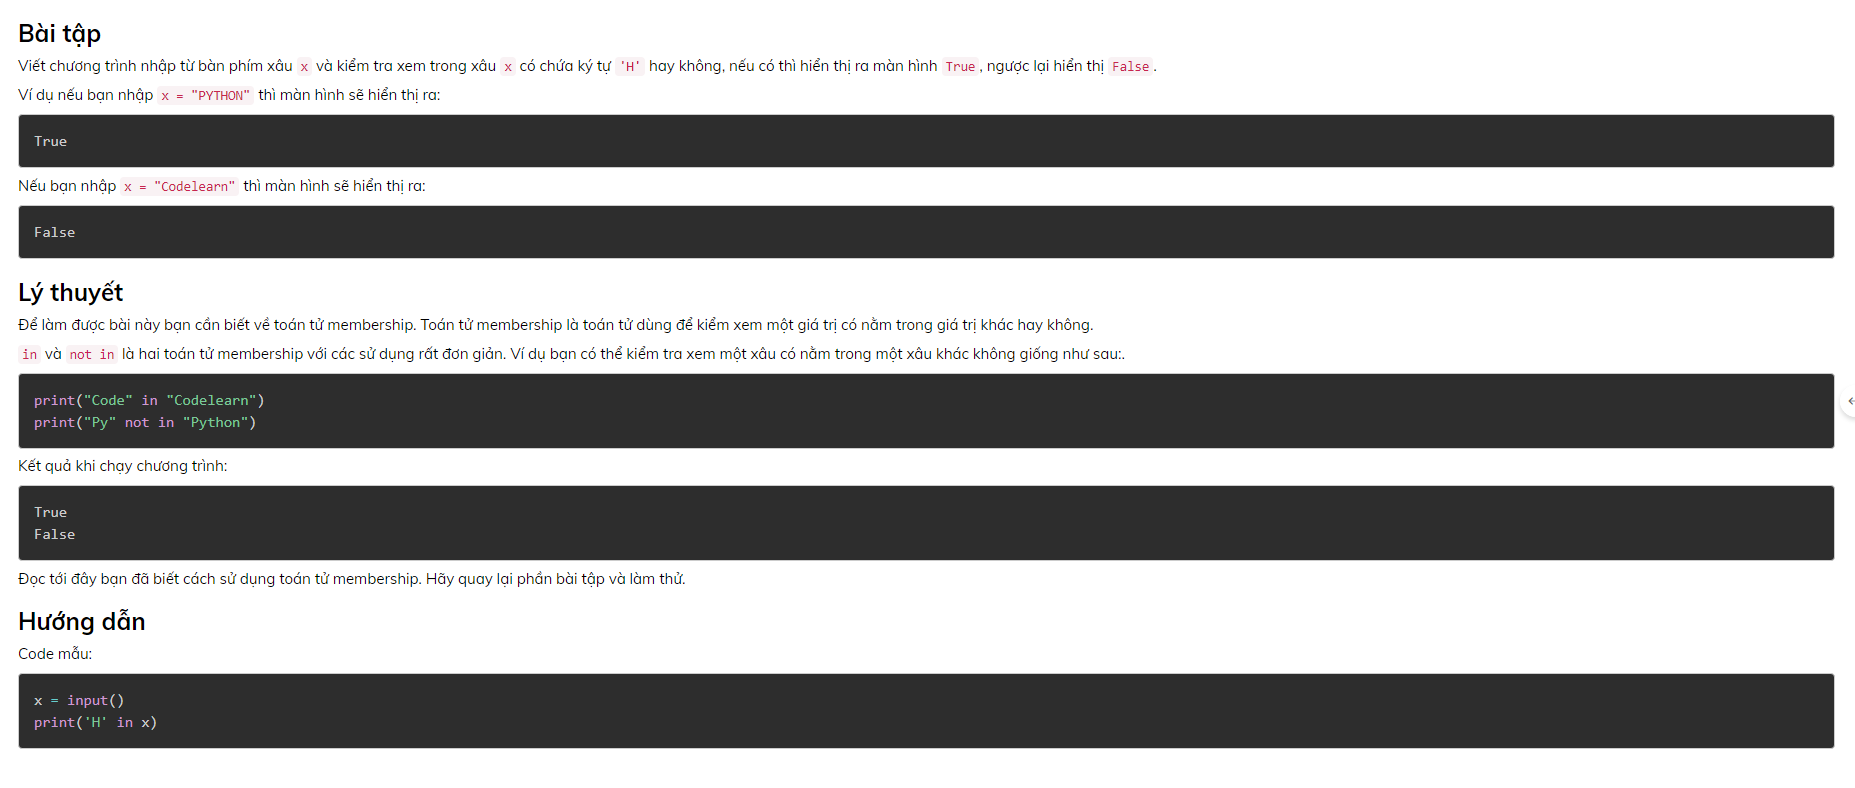 Bài tập
Viết chương trình nhập từ bàn phím xâu x và kiểm tra xem trong xâu x có chứa ký tự 'H' hay không, nếu có thì hiển thị ra màn hình True, ngược lại hiển thị False.
Ví dụ nếu bạn nhập x = "PYTHON" thì màn hình sẽ hiển thị ra:
True
Nếu bạn nhập x = "Codelearn" thì màn hình sẽ hiển thị ra:
False
Lý thuyết
Để làm được bài này bạn cần biết về toán tử membership. Toán tử membership là toán tử dùng để kiểm xem một giá trị có nằm trong giá trị khác hay không.
in và not in là hai toán tử membership với các sử dụng rất đơn giản. Ví dụ bạn có thể kiểm tra xem một xâu có nằm trong một xâu khác không giống như sau:.
print("Code" in "Codelearn")
print("Py" not in "Python")
Kết quả khi chạy chương trình:
True
False
Đọc tới đây bạn đã biết cách sử dụng toán tử membership. Hãy quay lại phần bài tập và làm thử.
Hướng dẫn
Code mẫu:
x = input()
print('H' in x)